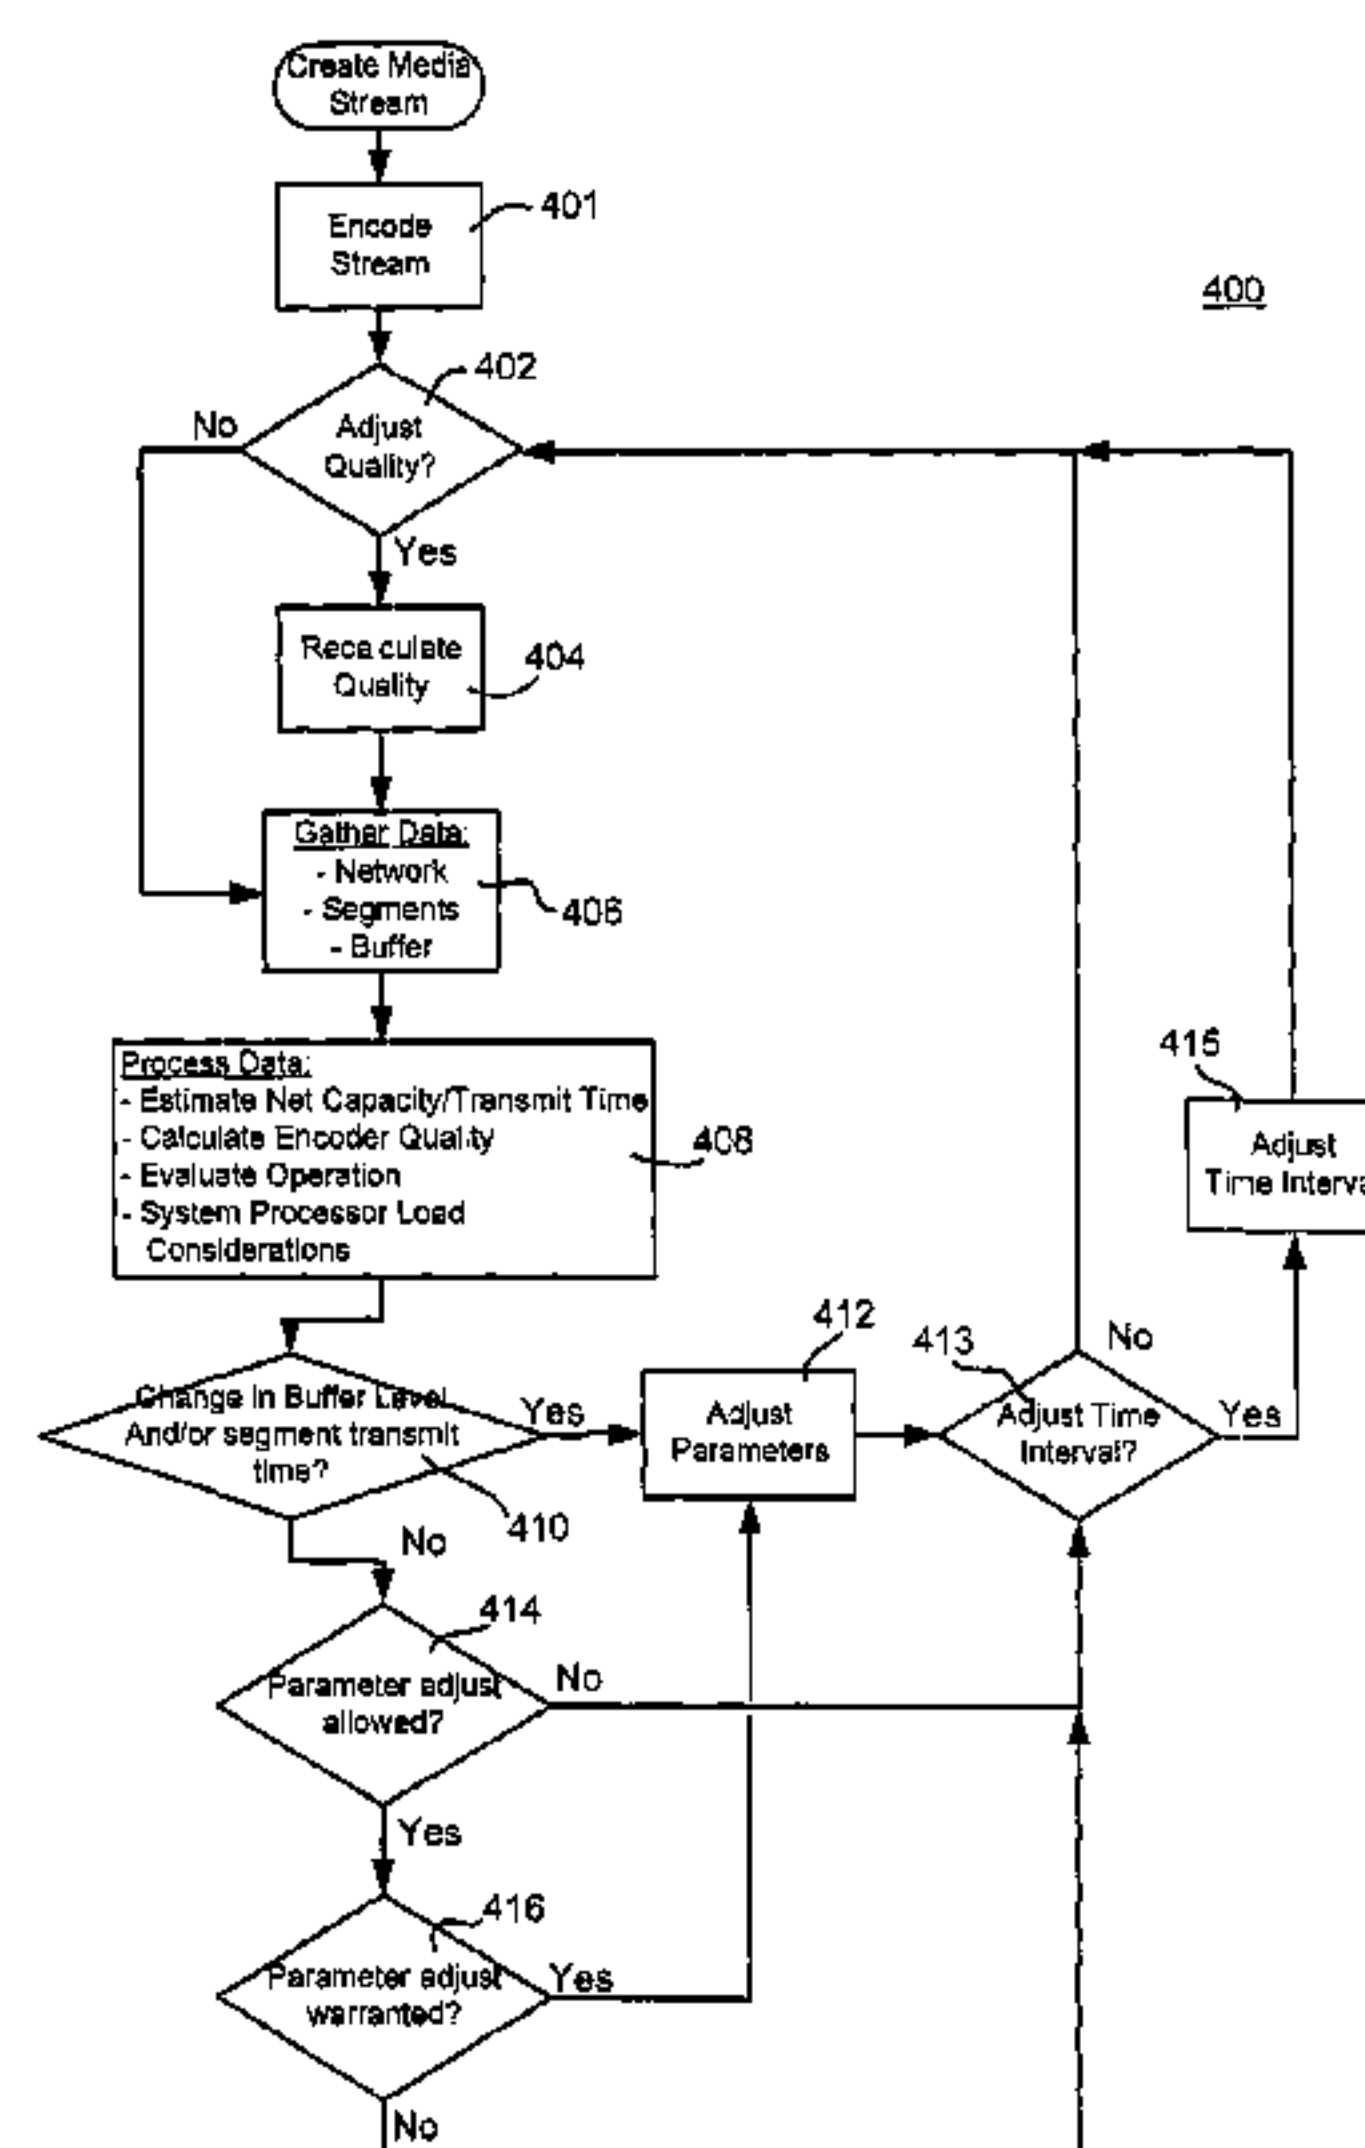 Create Media
Stream
401
Encode
Stream
400
402
No
Adjust
Quality?
Yes
Recalculate
Quality
404
Gather Data:
- Network
- Segments
- Buffer
406
Process Data:
- Estimate Net Capacity/Transmit Time
- Calculate Encoder Quality
- Evaluate Operation
- System Processor Load
Considerations
408
415
Adjust
Time Interva
412
413
No
Change In Buffer Level
And/or segment transmit
time?
Yes
Adjust
Parameters
Adjust Time
Interval?
Yes
410
No
414
Parameter adjust
allowed?
No
Yes
416
Parameter adjust
warranted?
Yes
No